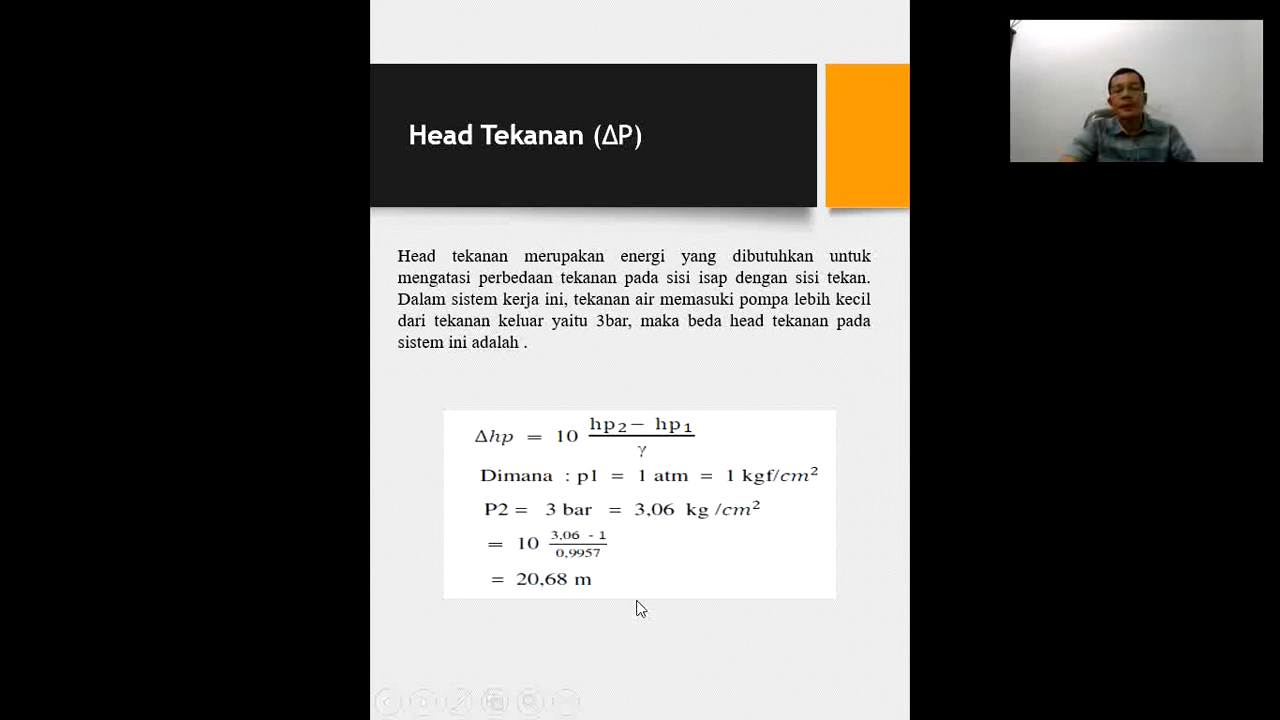 Head Tekanan (ΔP)
Head tekanan merupakan energi yang dibutuhkan untuk
mengatasi perbedaan tekanan pada sisi isap dengan sisi tekan.
Dalam sistem kerja ini, tekanan air memasuki pompa lebih kecil
dari tekanan keluar yaitu 3bar, maka beda head tekanan pada
sistem ini adalah .
Δhp = 10 (hp₂ − hp₁) / γ
Dimana : p1 = 1 atm = 1 kgf/cm²
P2 = 3 bar = 3,06 kg /cm²
= 10 (3,06 - 1) / 0,9957
= 20,68 m